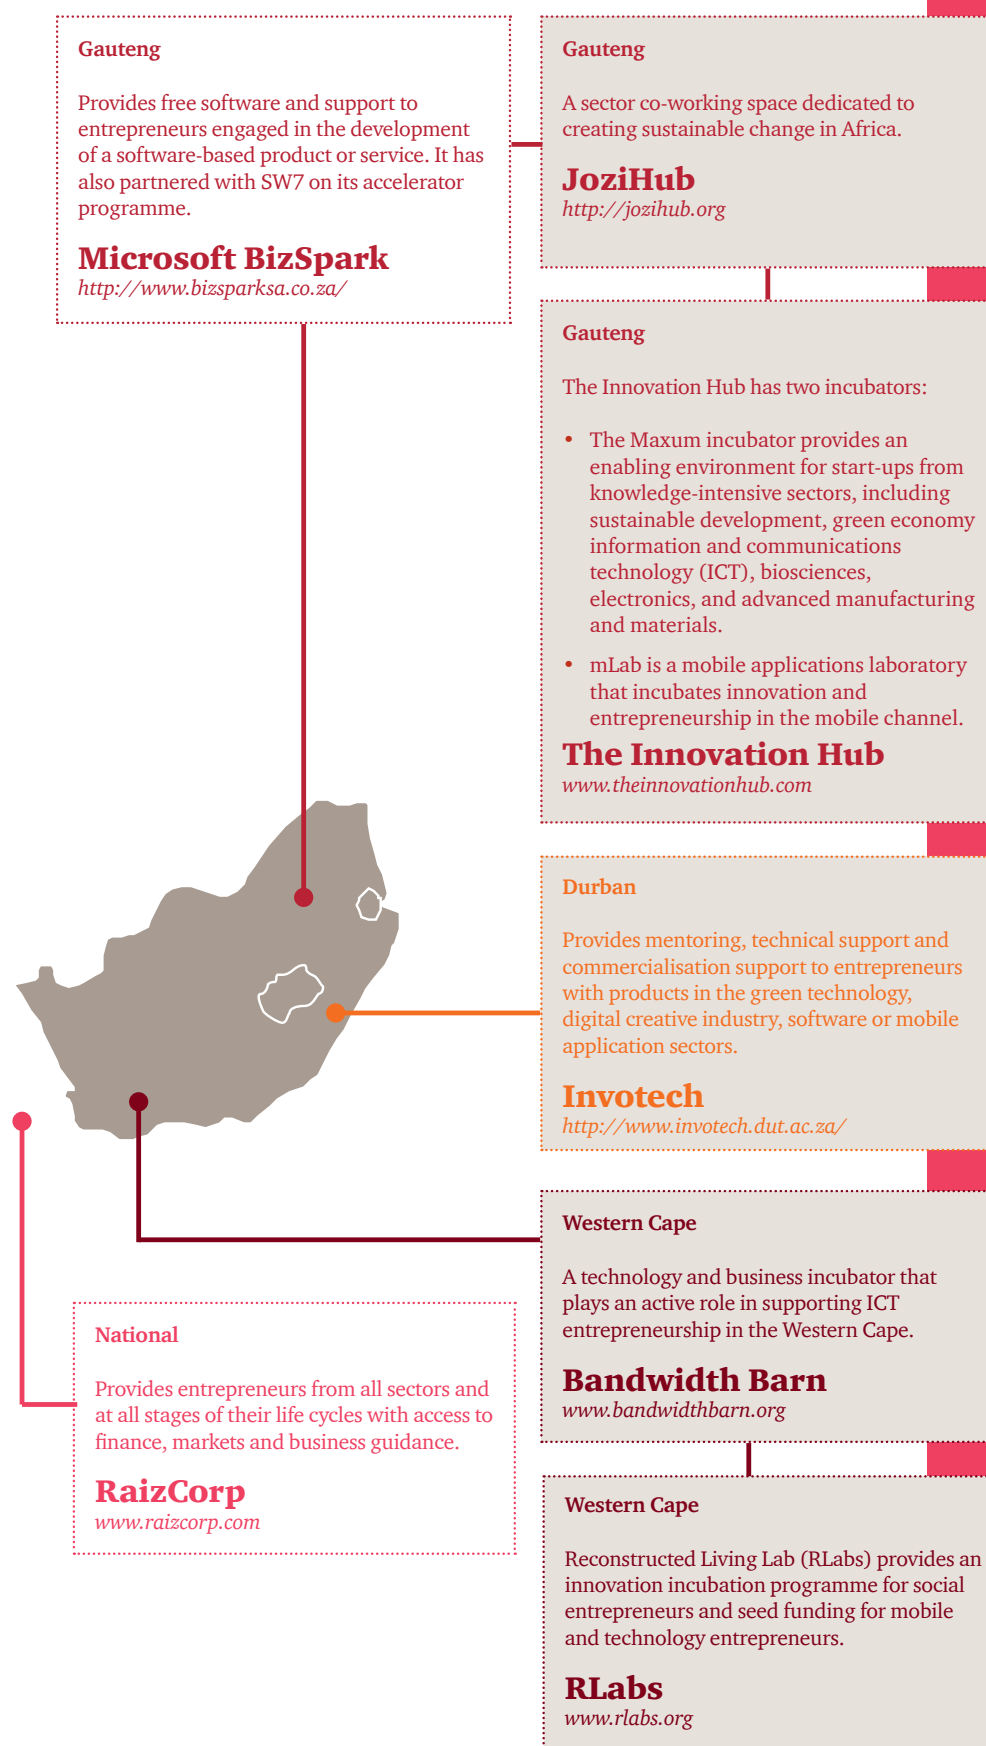 Gauteng
Provides free software and support to
entrepreneurs engaged in the development
of a software-based product or service. It has
also partnered with SW7 on its accelerator
programme.
Microsoft BizSpark
http://www.bizsparksa.co.za/
Gauteng
A sector co-working space dedicated to
creating sustainable change in Africa.
JoziHub
http://jozihub.org
Gauteng
The Innovation Hub has two incubators:
• The Maxum incubator provides an
enabling environment for start-ups from
knowledge-intensive sectors, including
sustainable development, green economy
information and communications
technology (ICT), biosciences,
electronics, and advanced manufacturing
and materials.
• mLab is a mobile applications laboratory
that incubates innovation and
entrepreneurship in the mobile channel.
The Innovation Hub
www.theinnovationhub.com
Durban
Provides mentoring, technical support and
commercialisation support to entrepreneurs
with products in the green technology,
digital creative industry, software or mobile
application sectors.
Invotech
http://www.invotech.dut.ac.za/
Western Cape
A technology and business incubator that
plays an active role in supporting ICT
entrepreneurship in the Western Cape.
Bandwidth Barn
www.bandwidthbarn.org
National
Provides entrepreneurs from all sectors and
at all stages of their life cycles with access to
finance, markets and business guidance.
RaizCorp
www.raizcorp.com
Western Cape
Reconstructed Living Lab (RLabs) provides an
innovation incubation programme for social
entrepreneurs and seed funding for mobile
and technology entrepreneurs.
RLabs
www.rlabs.org